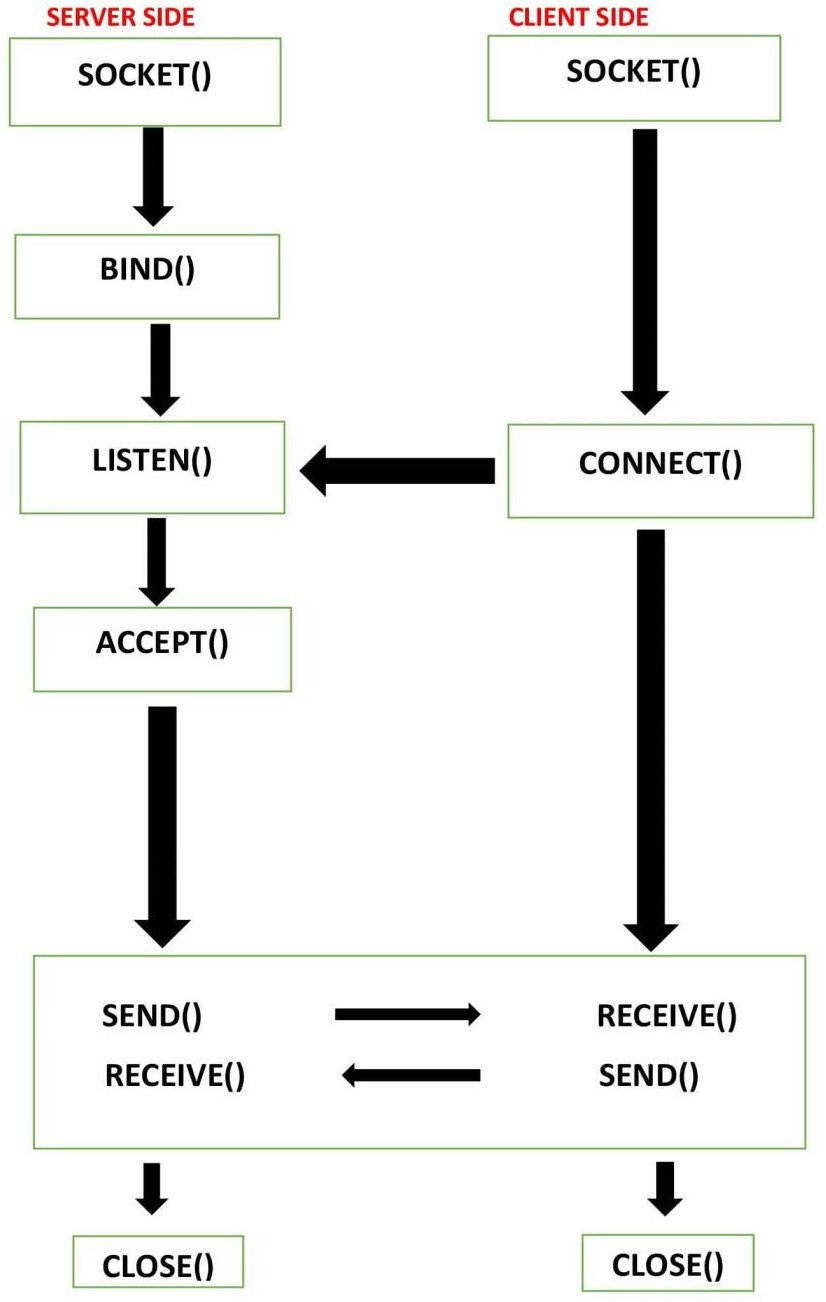 SERVER SIDE
CLIENT SIDE
SOCKET()
SOCKET()
BIND()
LISTEN()
CONNECT()
ACCEPT()
SEND()
RECEIVE()
RECEIVE()
SEND()
CLOSE()
CLOSE()